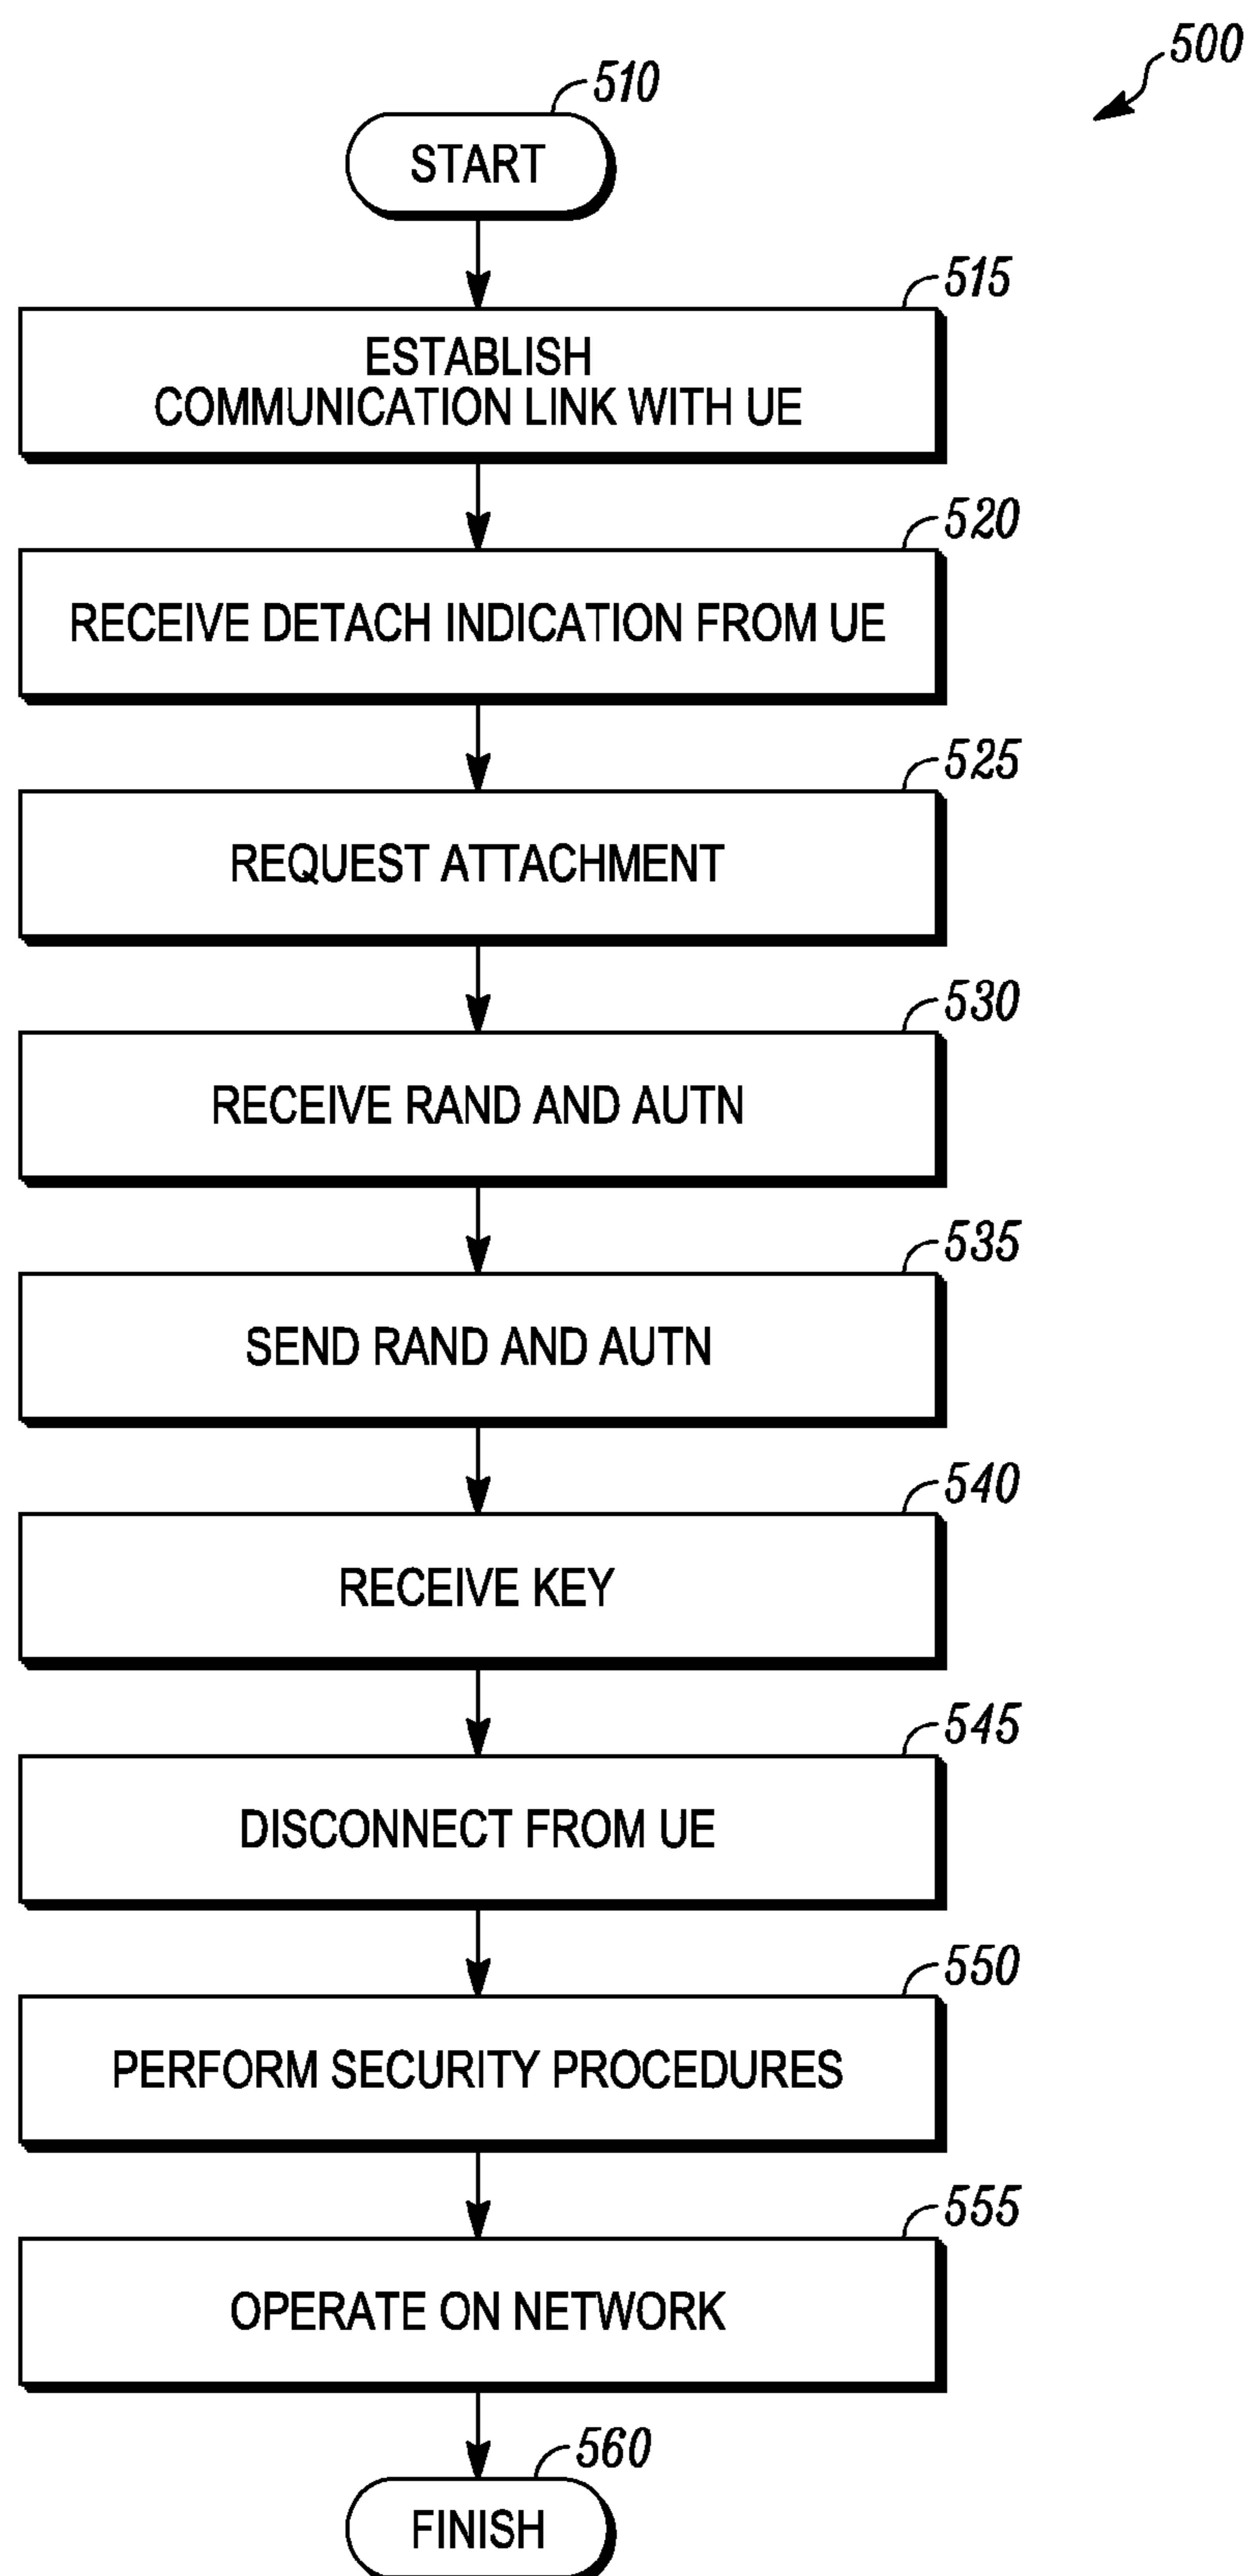 500
510
START
515
ESTABLISH
COMMUNICATION LINK WITH UE
520
RECEIVE DETACH INDICATION FROM UE
525
REQUEST ATTACHMENT
530
RECEIVE RAND AND AUTN
535
SEND RAND AND AUTN
540
RECEIVE KEY
545
DISCONNECT FROM UE
550
PERFORM SECURITY PROCEDURES
555
OPERATE ON NETWORK
560
FINISH